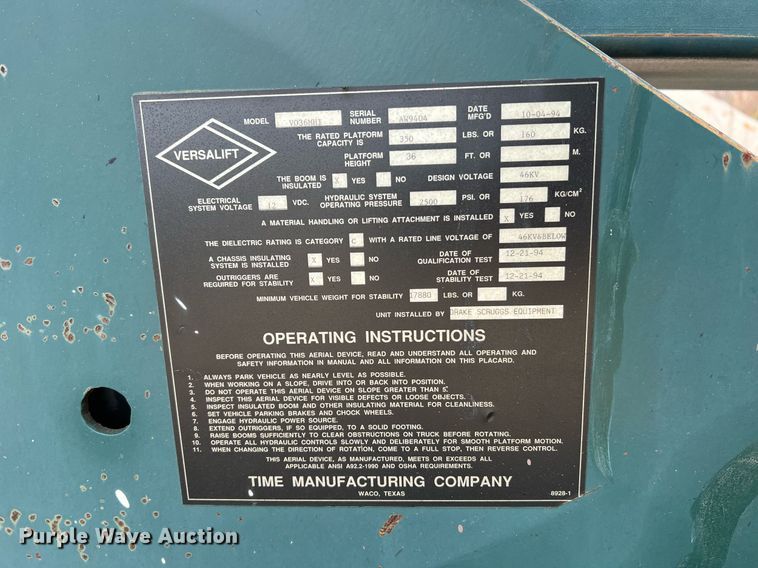 VERSALIFT
MODEL VO36MHI SERIAL NUMBER AW9404 DATE MFG'D 10-04-94
THE RATED PLATFORM CAPACITY IS 350 LBS. OR 160 KG.
PLATFORM HEIGHT 36 FT. OR M.
THE BOOM IS INSULATED X YES NO DESIGN VOLTAGE 46KV
ELECTRICAL SYSTEM VOLTAGE 12 VDC. HYDRAULIC SYSTEM OPERATING PRESSURE 2500 PSI. OR 176 KG/CM²
A MATERIAL HANDLING OR LIFTING ATTACHMENT IS INSTALLED X YES NO
THE DIELECTRIC RATING IS CATEGORY C WITH A RATED LINE VOLTAGE OF 46KV&BELOW
A CHASSIS INSULATING SYSTEM IS INSTALLED X YES NO DATE OF QUALIFICATION TEST 12-21-94
OUTRIGGERS ARE REQUIRED FOR STABILITY X YES NO DATE OF STABILITY TEST 12-21-94
MINIMUM VEHICLE WEIGHT FOR STABILITY 17880 LBS. OR KG.
UNIT INSTALLED BY DRAKE SCRUGGS EQUIPMENT
OPERATING INSTRUCTIONS
BEFORE OPERATING THIS AERIAL DEVICE, READ AND UNDERSTAND ALL OPERATING AND
SAFETY INFORMATION IN MANUAL AND ALL INFORMATION ON THIS PLACARD.
1. ALWAYS PARK VEHICLE AS NEARLY LEVEL AS POSSIBLE.
2. WHEN WORKING ON A SLOPE, DRIVE INTO OR BACK INTO POSITION.
3. DO NOT OPERATE THIS AERIAL DEVICE ON SLOPE GREATER THAN 5°.
4. INSPECT THIS AERIAL DEVICE FOR VISIBLE DEFECTS OR LOOSE OBJECTS.
5. INSPECT INSULATED BOOM AND OTHER INSULATING MATERIAL FOR CLEANLINESS.
6. SET VEHICLE PARKING BRAKES AND CHOCK WHEELS.
7. ENGAGE HYDRAULIC POWER SOURCE.
8. EXTEND OUTRIGGERS, IF SO EQUIPPED, TO A SOLID FOOTING.
9. RAISE BOOMS SUFFICIENTLY TO CLEAR OBSTRUCTIONS ON TRUCK BEFORE ROTATING.
10. OPERATE ALL HYDRAULIC CONTROLS SLOWLY AND DELIBERATELY FOR SMOOTH PLATFORM MOTION.
11. WHEN CHANGING THE DIRECTION OF ROTATION, COME TO A FULL STOP, THEN REVERSE CONTROL.
THIS AERIAL DEVICE, AS MANUFACTURED, MEETS OR EXCEEDS ALL
APPLICABLE ANSI A92.2-1990 AND OSHA REQUIREMENTS.
TIME MANUFACTURING COMPANY
WACO, TEXAS 8928-1
Purple Wave Auction